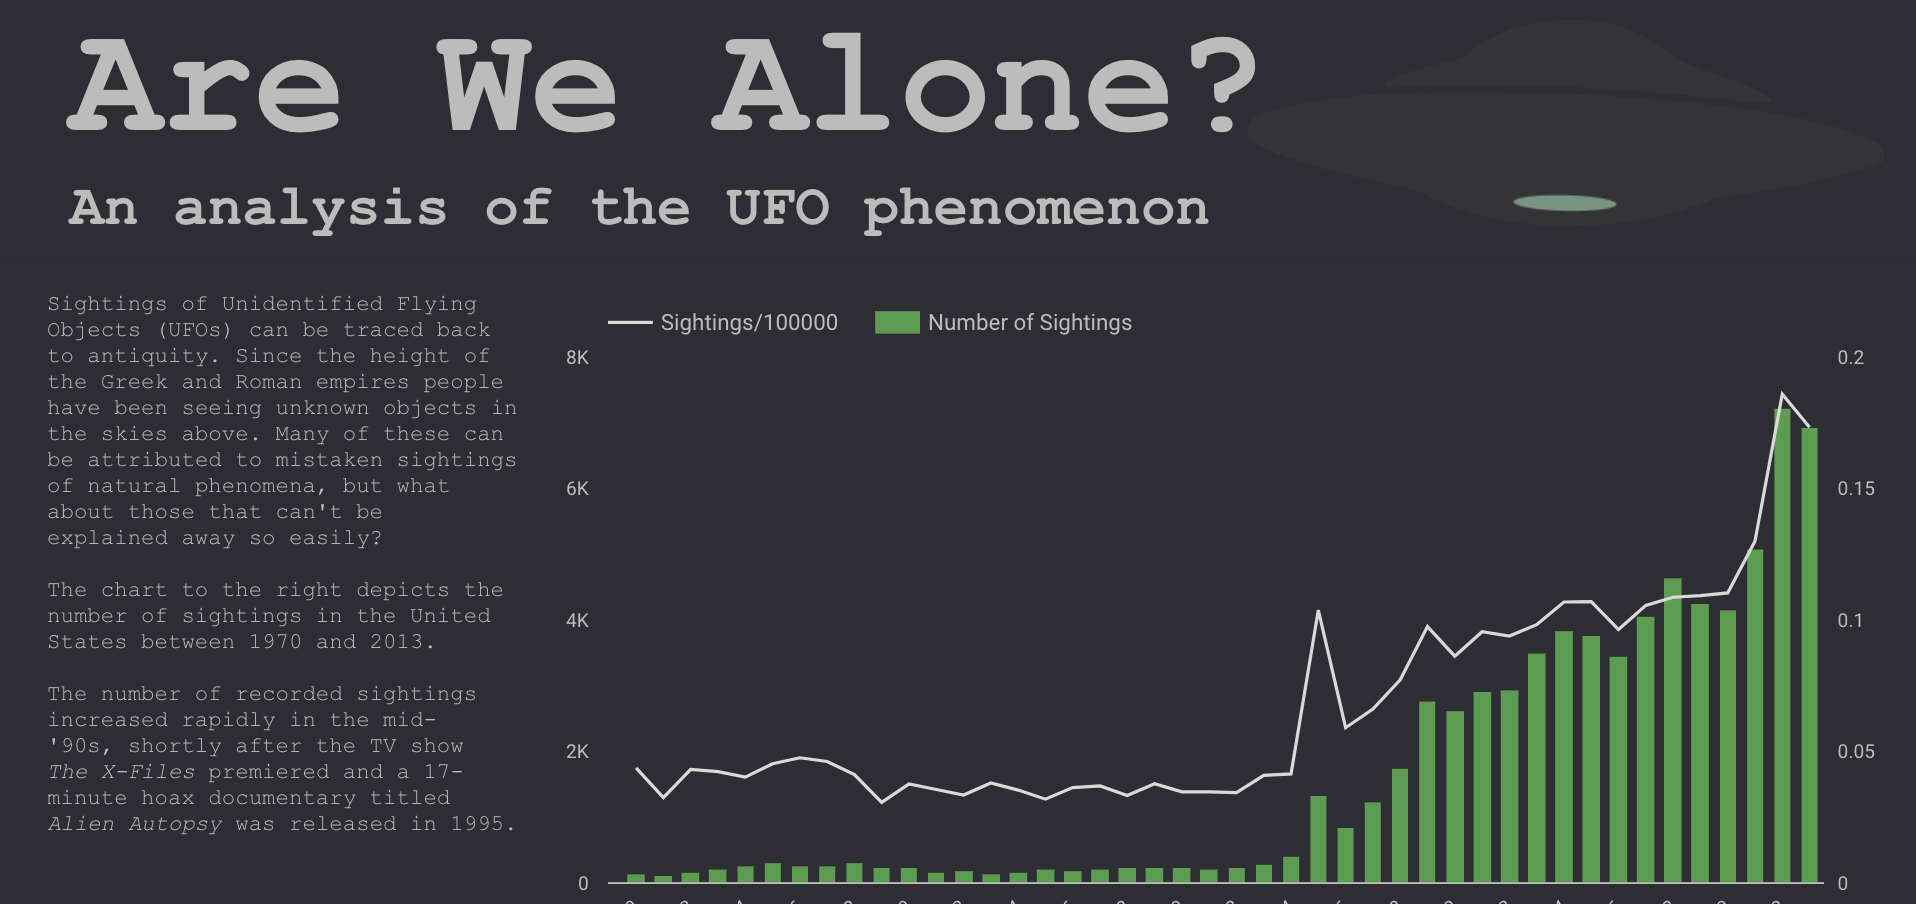 Are We Alone?
An analysis of the UFO phenomenon
Sightings of Unidentified Flying
Objects (UFOs) can be traced back
to antiquity. Since the height of
the Greek and Roman empires people
have been seeing unknown objects in
the skies above. Many of these can
be attributed to mistaken sightings
of natural phenomena, but what
about those that can't be
explained away so easily?
The chart to the right depicts the
number of sightings in the United
States between 1970 and 2013.
The number of recorded sightings
increased rapidly in the mid-
'90s, shortly after the TV show
The X-Files premiered and a 17-
minute hoax documentary titled
Alien Autopsy was released in 1995.
Sightings/100000 Number of Sightings
8K 0.2
6K 0.15
4K 0.1
2K 0.05
0 0